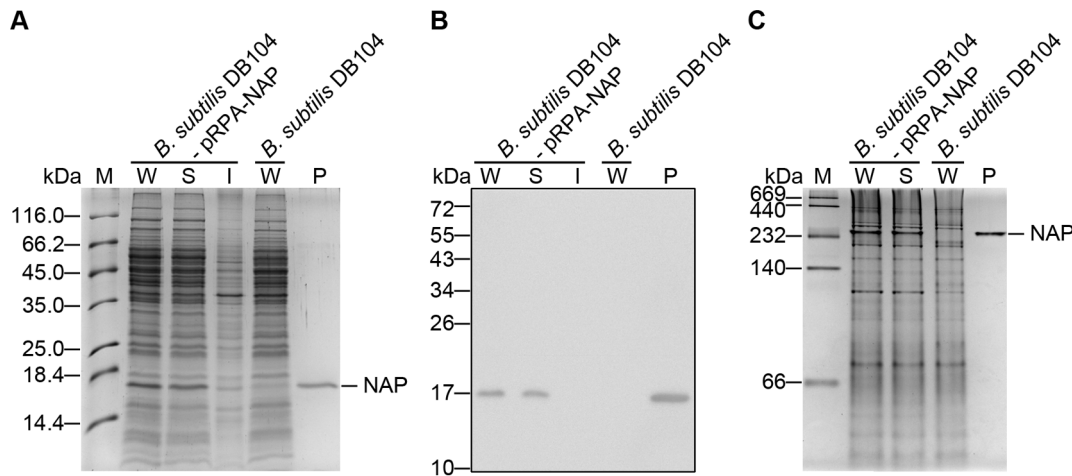 A
B. subtilis DB104
- pRPA-NAP
B. subtilis DB104
kDa M W S I W P
116.0
66.2
45.0
35.0
25.0
18.4
14.4
NAP
B
B. subtilis DB104
- pRPA-NAP
B. subtilis DB104
kDa W S I W P
72
55
43
34
26
17
10
C
B. subtilis DB104
- pRPA-NAP
B. subtilis DB104
kDa M W S W P
669
440
232
140
66
NAP